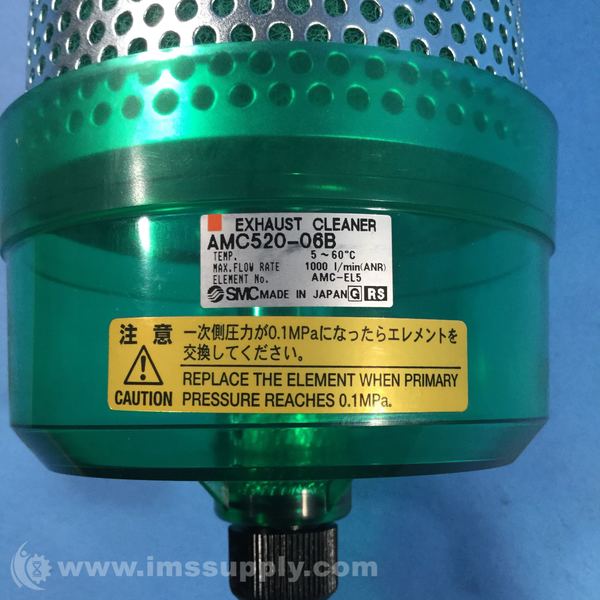 EXHAUST CLEANER
AMC520-06B
TEMP. 5～60°C
MAX.FLOW RATE 1000 l/min(ANR)
ELEMENT No. AMC-EL5
SMC MADE IN JAPAN G RS
注意 一次側圧力が0.1MPaになったらエレメントを
交換してください。
CAUTION
REPLACE THE ELEMENT WHEN PRIMARY
PRESSURE REACHES 0.1MPa.
www.imssupply.com